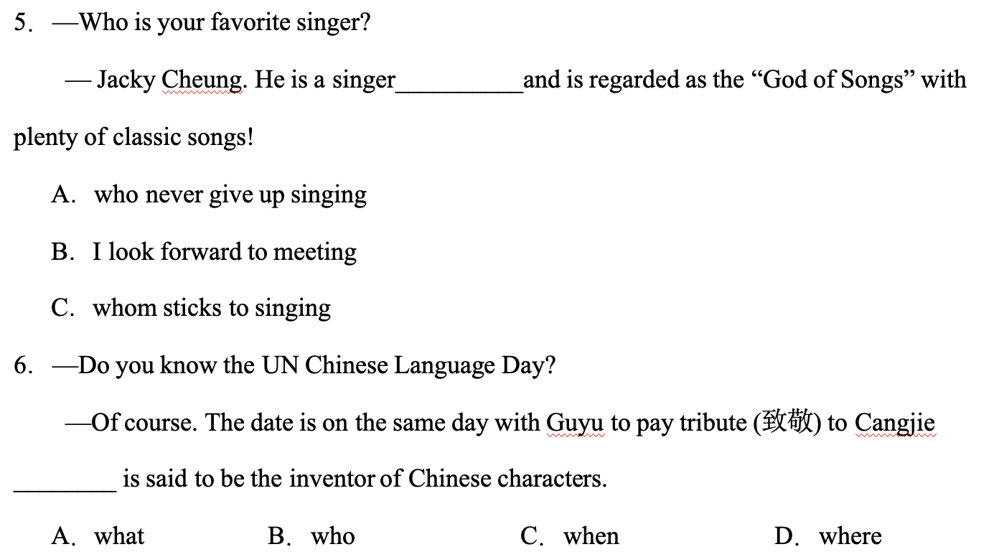 5. —Who is your favorite singer?
— Jacky Cheung. He is a singer__________and is regarded as the “God of Songs” with
plenty of classic songs!
A. who never give up singing
B. I look forward to meeting
C. whom sticks to singing
6. —Do you know the UN Chinese Language Day?
—Of course. The date is on the same day with Guyu to pay tribute (致敬) to Cangjie
________ is said to be the inventor of Chinese characters.
A. what B. who C. when D. where